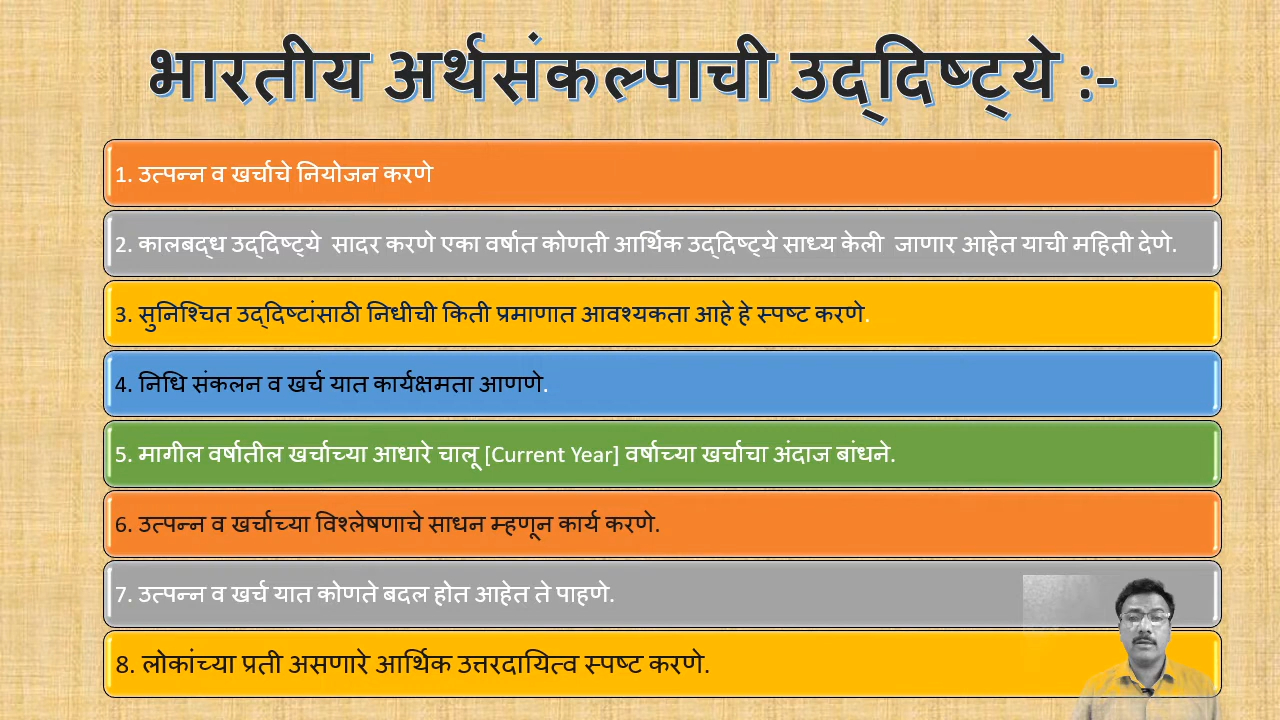 भारतीय अर्थसंकल्पाची उद्‌दिष्ट्ये :-
1. उत्पन्न व खर्चाचे नियोजन करणे
2. कालबद्ध उद्‌दिष्ट्ये सादर करणे एका वर्षात कोणती आर्थिक उद्‌दिष्ट्ये साध्य केली जाणार आहेत याची महिती देणे.
3. सुनिश्चित उद्‌दिष्टांसाठी निधीची किती प्रमाणात आवश्यकता आहे हे स्पष्ट करणे.
4. निधि संकलन व खर्च यात कार्यक्षमता आणणे.
5. मागील वर्षातील खर्चाच्या आधारे चालू [Current Year] वर्षाच्या खर्चाचा अंदाज बांधने.
6. उत्पन्न व खर्चाच्या विश्लेषणाचे साधन म्हणून कार्य करणे.
7. उत्पन्न व खर्च यात कोणते बदल होत आहेत ते पाहणे.
8. लोकांच्या प्रती असणारे आर्थिक उत्तरदायित्व स्पष्ट करणे.